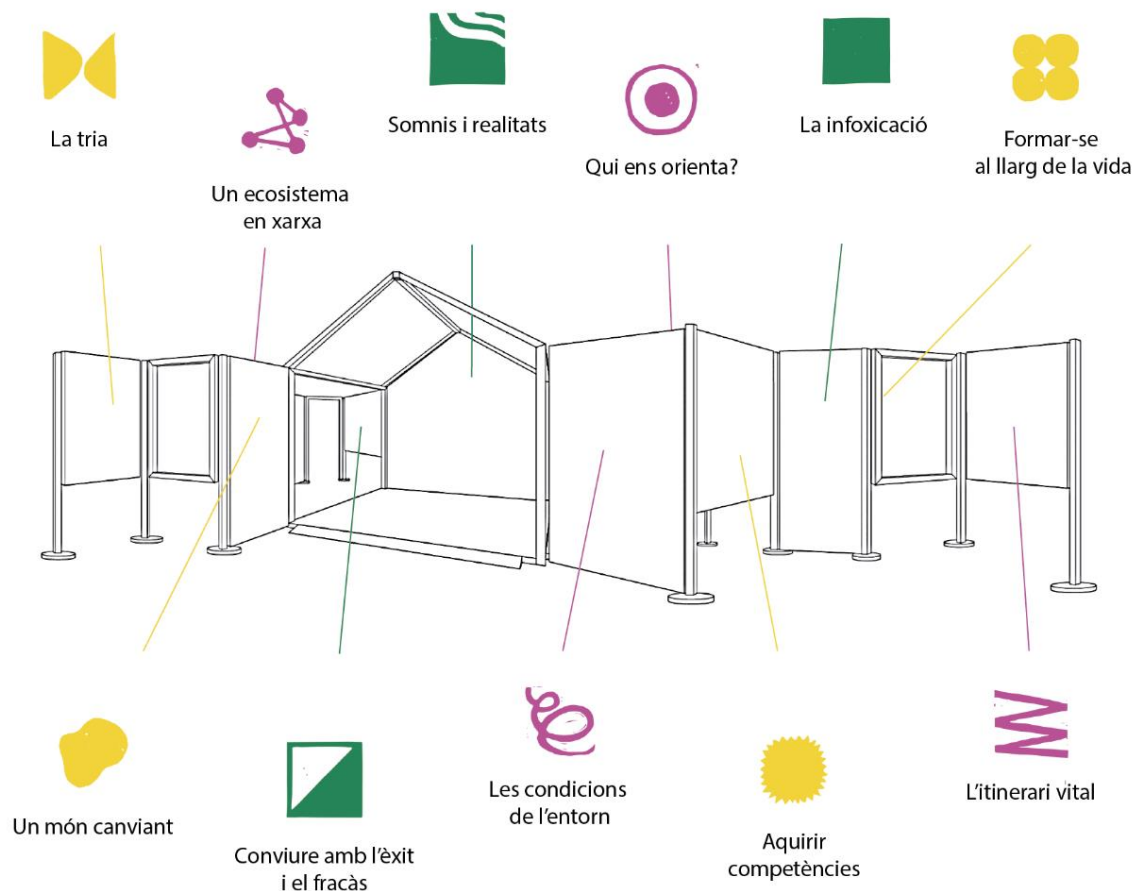 La tria
Un ecosistema
en xarxa
Somnis i realitats
Qui ens orienta?
La infoxicació
Formar-se
al llarg de la vida
Un món canviant
Conviure amb l'èxit
i el fracàs
Les condicions
de l'entorn
Aquirir
competències
L'itinerari vital